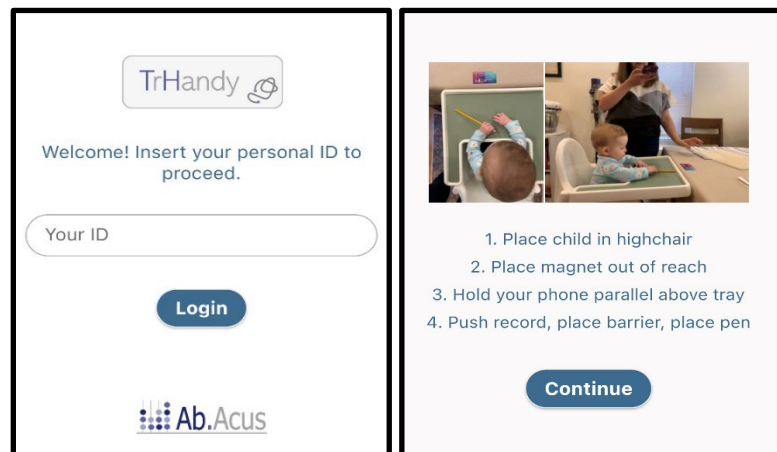 TrHandy
Welcome! Insert your personal ID to
proceed.
Your ID
Login
Ab.Acus
1. Place child in highchair
2. Place magnet out of reach
3. Hold your phone parallel above tray
4. Push record, place barrier, place pen
Continue